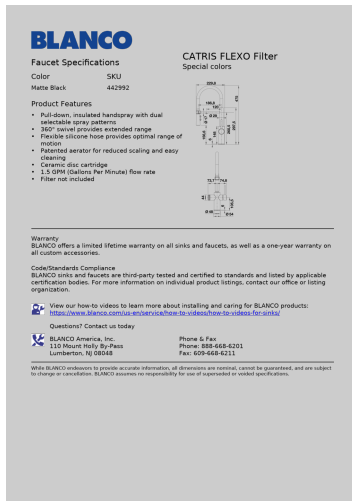 BLANCO
CATRIS FLEXO Filter
Faucet Specifications
Special colors
Color SKU
Matte Black 442992
Product Features
• Pull-down, insulated handspray with dual
selectable spray patterns
• 360° swivel provides extended range
• Flexible silicone hose provides optimal range of
motion
• Patented aerator for reduced scaling and easy
cleaning
• Ceramic disc cartridge
• 1.5 GPM (Gallons Per Minute) flow rate
• Filter not included
Warranty
BLANCO offers a limited lifetime warranty on all sinks and faucets, as well as a one-year warranty on
all custom accessories.
Code/Standards Compliance
BLANCO sinks and faucets are third-party tested and certified to standards and listed by applicable
certification bodies. For more information on individual product listings, contact our office or listing
organization.
View our how-to videos to learn more about installing and caring for BLANCO products:
https://www.blanco.com/us-en/service/how-to-videos/how-to-videos-for-sinks/
Questions? Contact us today
BLANCO America, Inc. Phone & Fax
110 Mount Holly By-Pass Phone: 888-668-6201
Lumberton, NJ 08048 Fax: 609-668-6211
While BLANCO endeavors to provide accurate information, all dimensions are nominal, cannot be guaranteed, and are subject
to change or cancellation. BLANCO assumes no responsibility for use of superseded or voided specifications.